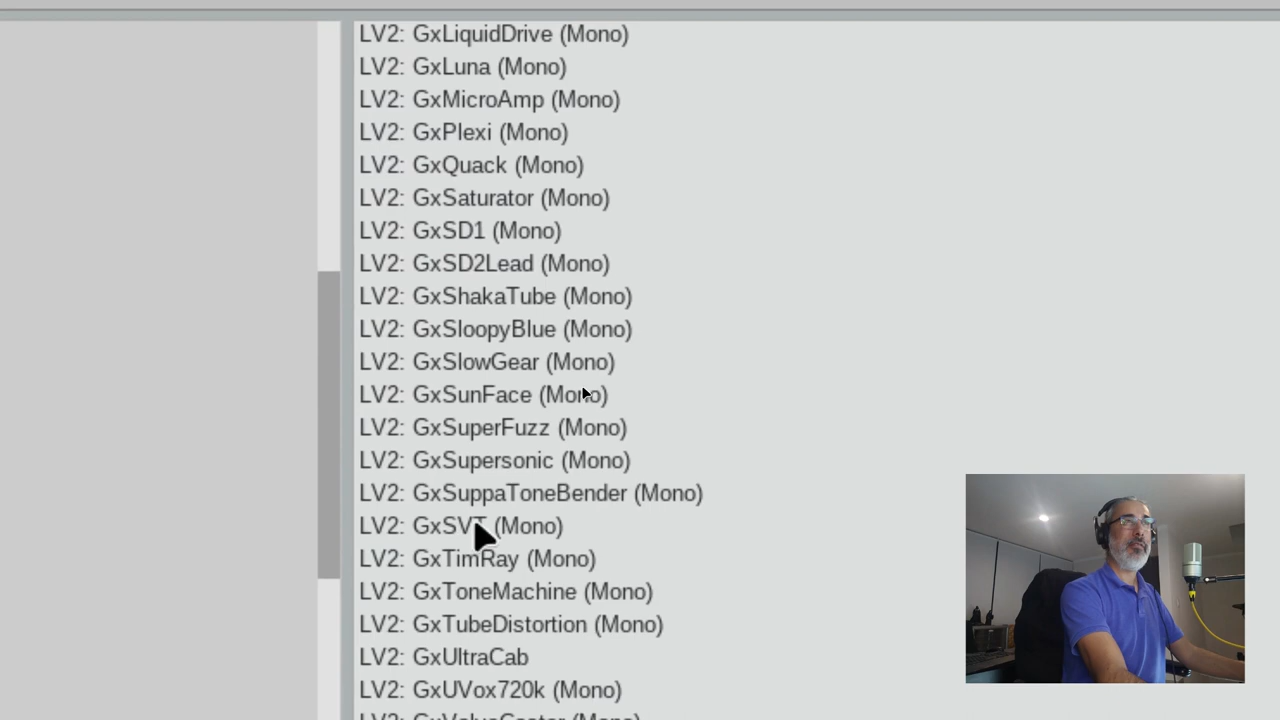 LV2: GxLiquidDrive (Mono)
LV2: GxLuna (Mono)
LV2: GxMicroAmp (Mono)
LV2: GxPlexi (Mono)
LV2: GxQuack (Mono)
LV2: GxSaturator (Mono)
LV2: GxSD1 (Mono)
LV2: GxSD2Lead (Mono)
LV2: GxShakaTube (Mono)
LV2: GxSloopyBlue (Mono)
LV2: GxSlowGear (Mono)
LV2: GxSunFace (Mono)
LV2: GxSuperFuzz (Mono)
LV2: GxSupersonic (Mono)
LV2: GxSuppaToneBender (Mono)
LV2: GxSVT (Mono)
LV2: GxTimRay (Mono)
LV2: GxToneMachine (Mono)
LV2: GxTubeDistortion (Mono)
LV2: GxUltraCab
LV2: GxUVox720k (Mono)
LV2: GxValveCaster (Mono)